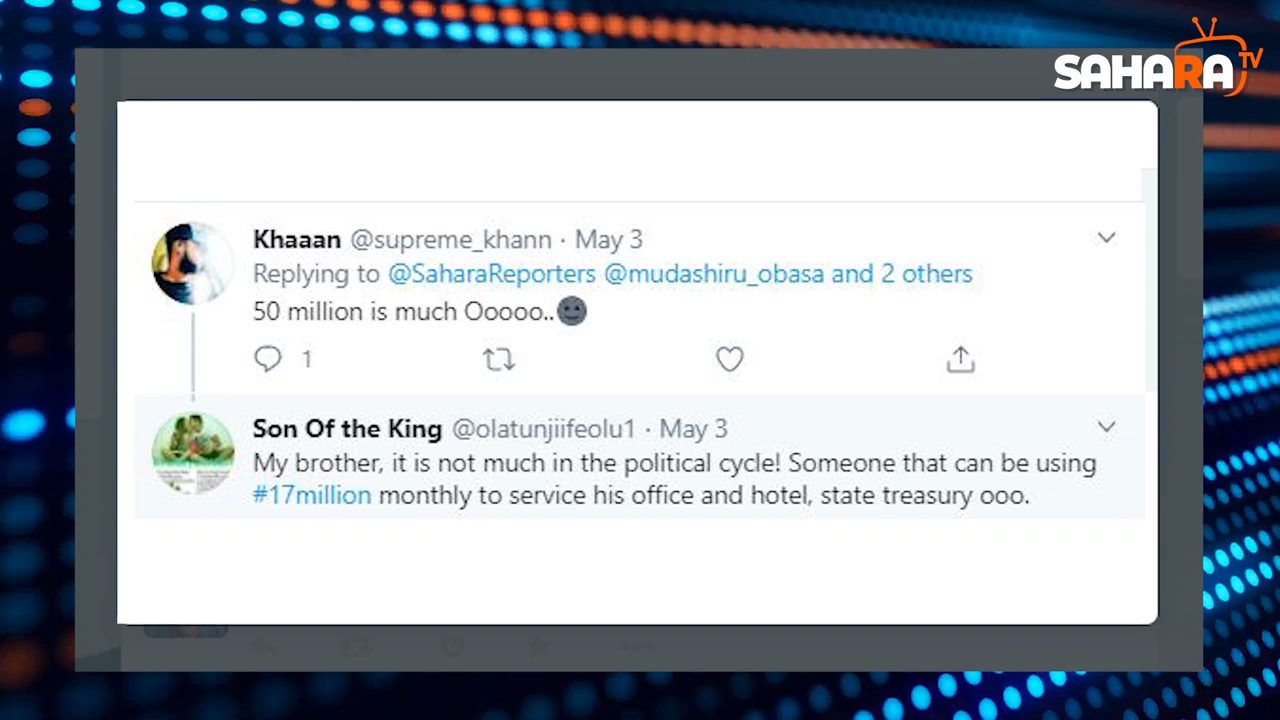 SAHARA TV
Khaaan @supreme_khann · May 3
Replying to @SaharaReporters @mudashiru_obasa and 2 others
50 million is much Ooooo..🌚
1
Son Of the King @olatunjiifeolu1 · May 3
My brother, it is not much in the political cycle! Someone that can be using
#17million monthly to service his office and hotel, state treasury ooo.